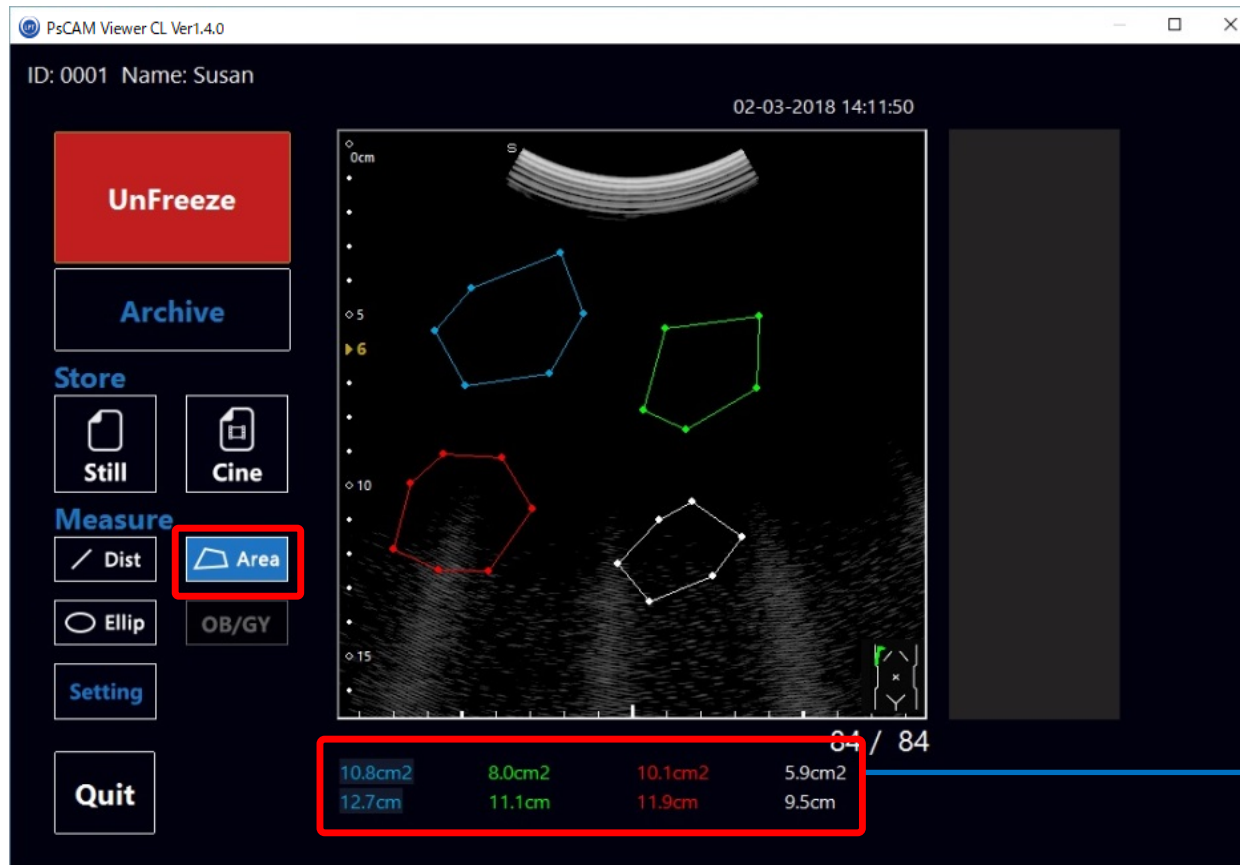 PsCAM Viewer CL Ver1.4.0
ID: 0001 Name: Susan
02-03-2018 14:11:50
UnFreeze
Archive
Store
Still
Cine
Measure
Dist
Area
Ellip
OB/GY
Setting
Quit
S
0cm
5
6
10
15
84 / 84
10.8cm2 8.0cm2 10.1cm2 5.9cm2
12.7cm 11.1cm 11.9cm 9.5cm